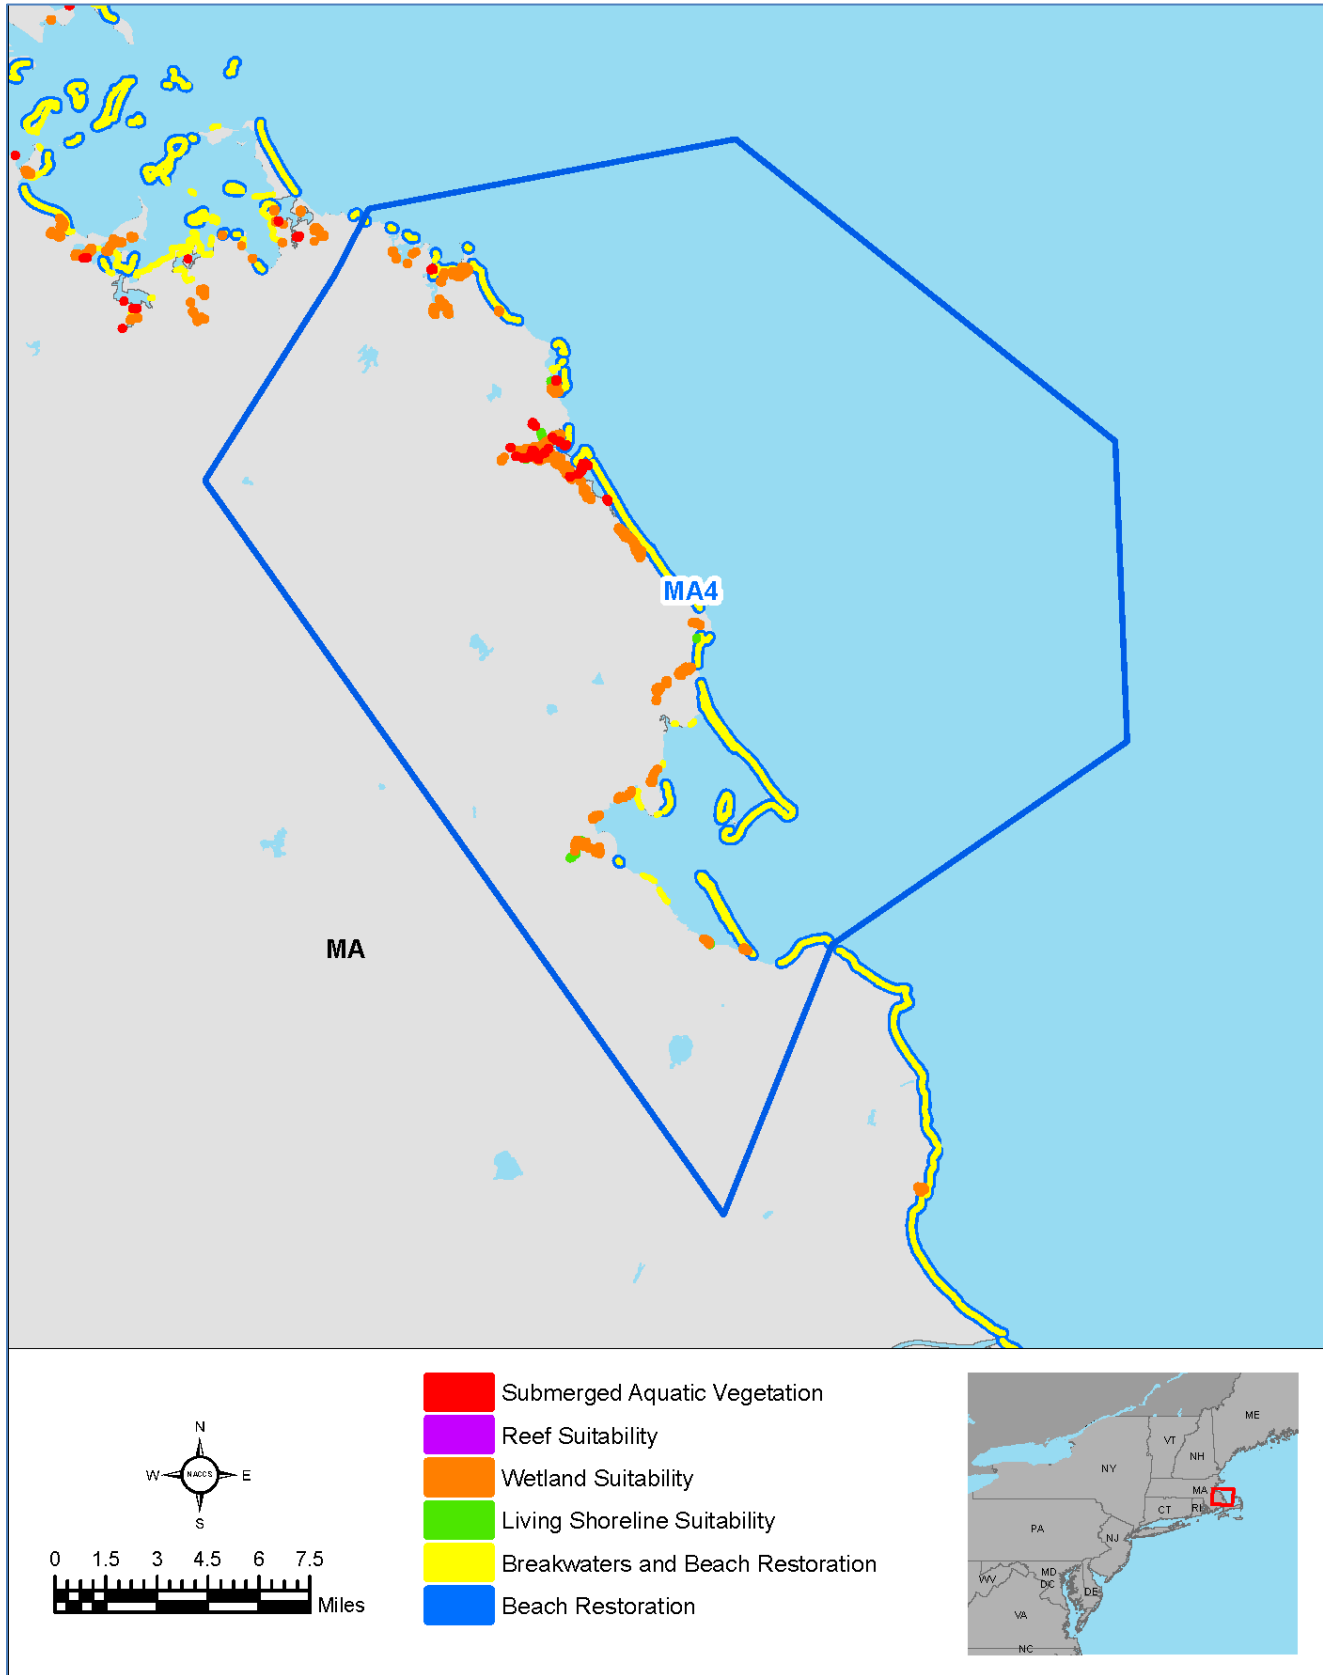 MA4
MA
N
W NACCS E
S
0 1.5 3 4.5 6 7.5
Miles
Submerged Aquatic Vegetation
Reef Suitability
Wetland Suitability
Living Shoreline Suitability
Breakwaters and Beach Restoration
Beach Restoration
ME
VT
NH
NY
MA
CT RI
PA
NJ
MD
WV
DC
DE
VA
NC